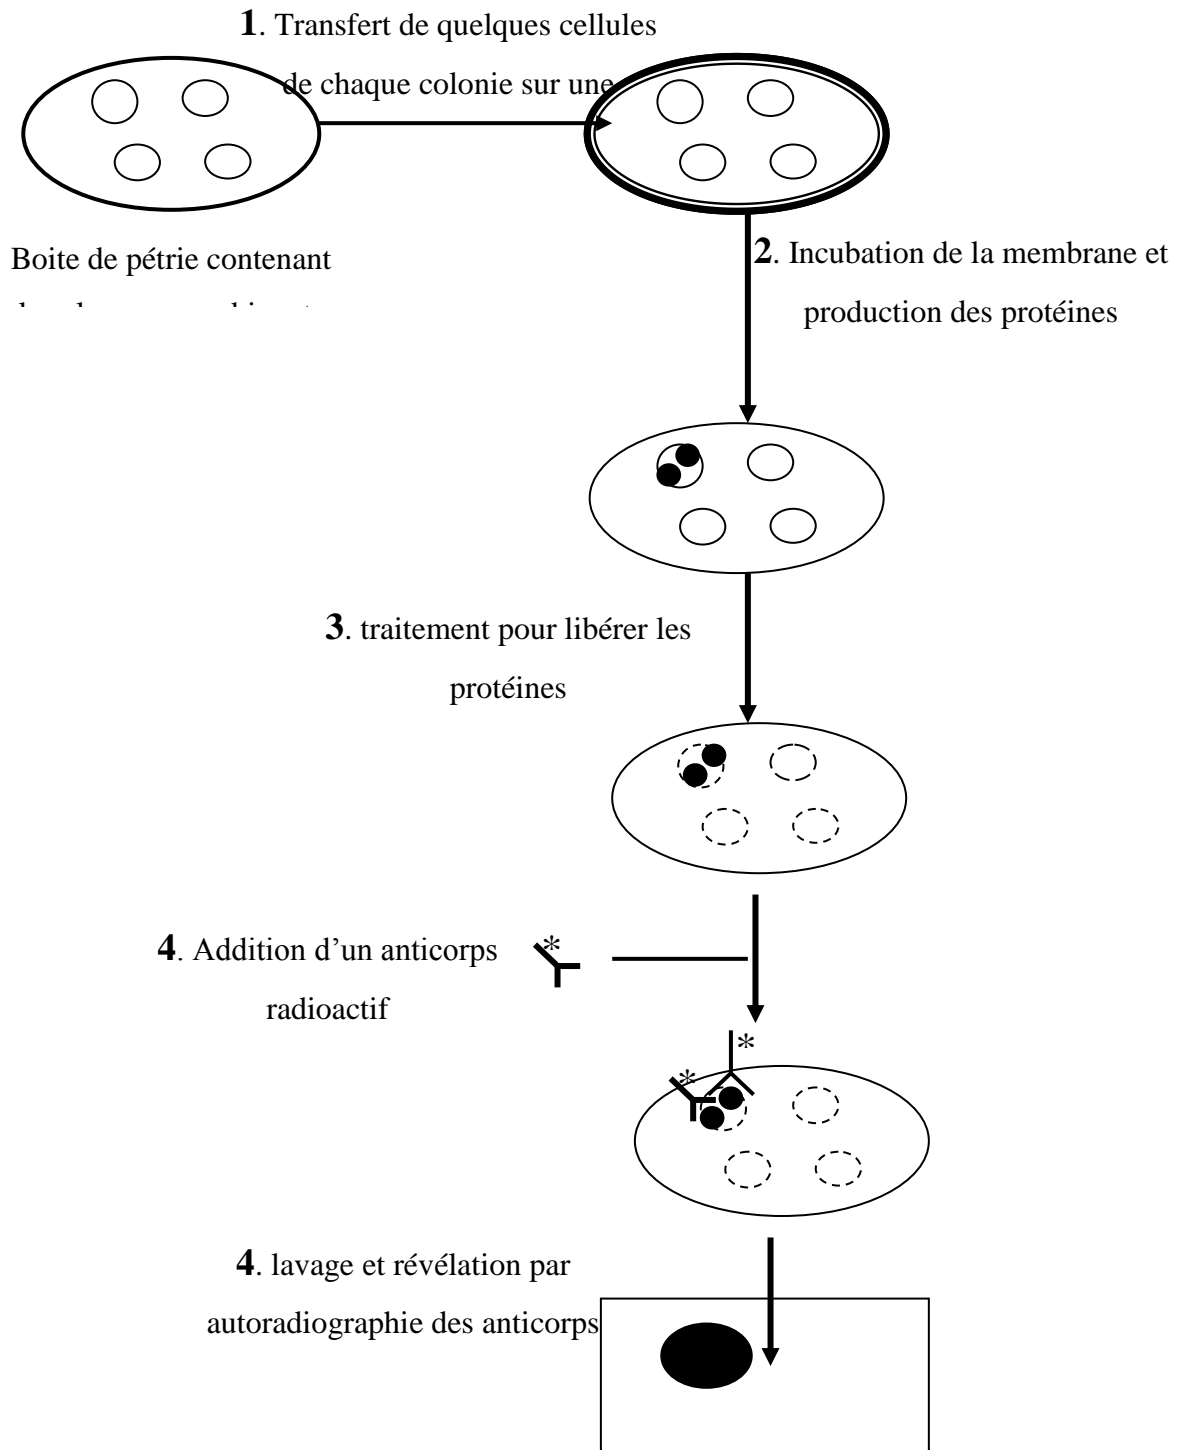 1. Transfert de quelques cellules
de chaque colonie sur une
Boite de pétrie contenant
2. Incubation de la membrane et
production des protéines
3. traitement pour libérer les
protéines
4. Addition d’un anticorps
*
radioactif
*
*
4. lavage et révélation par
autoradiographie des anticorps